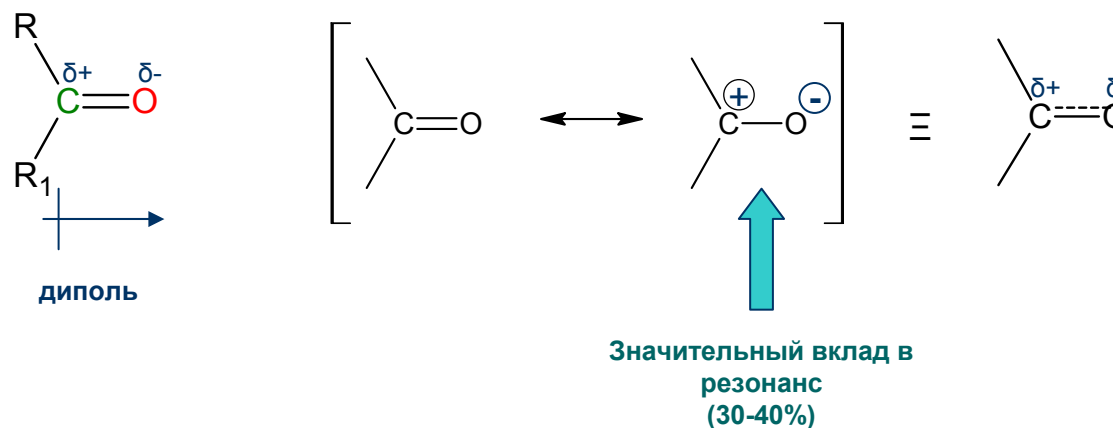 R
δ+ δ-
C=O
R1
диполь
C=O
+ -
C—O
Ξ
δ+ δ
C
Значительный вклад в
резонанс
(30-40%)